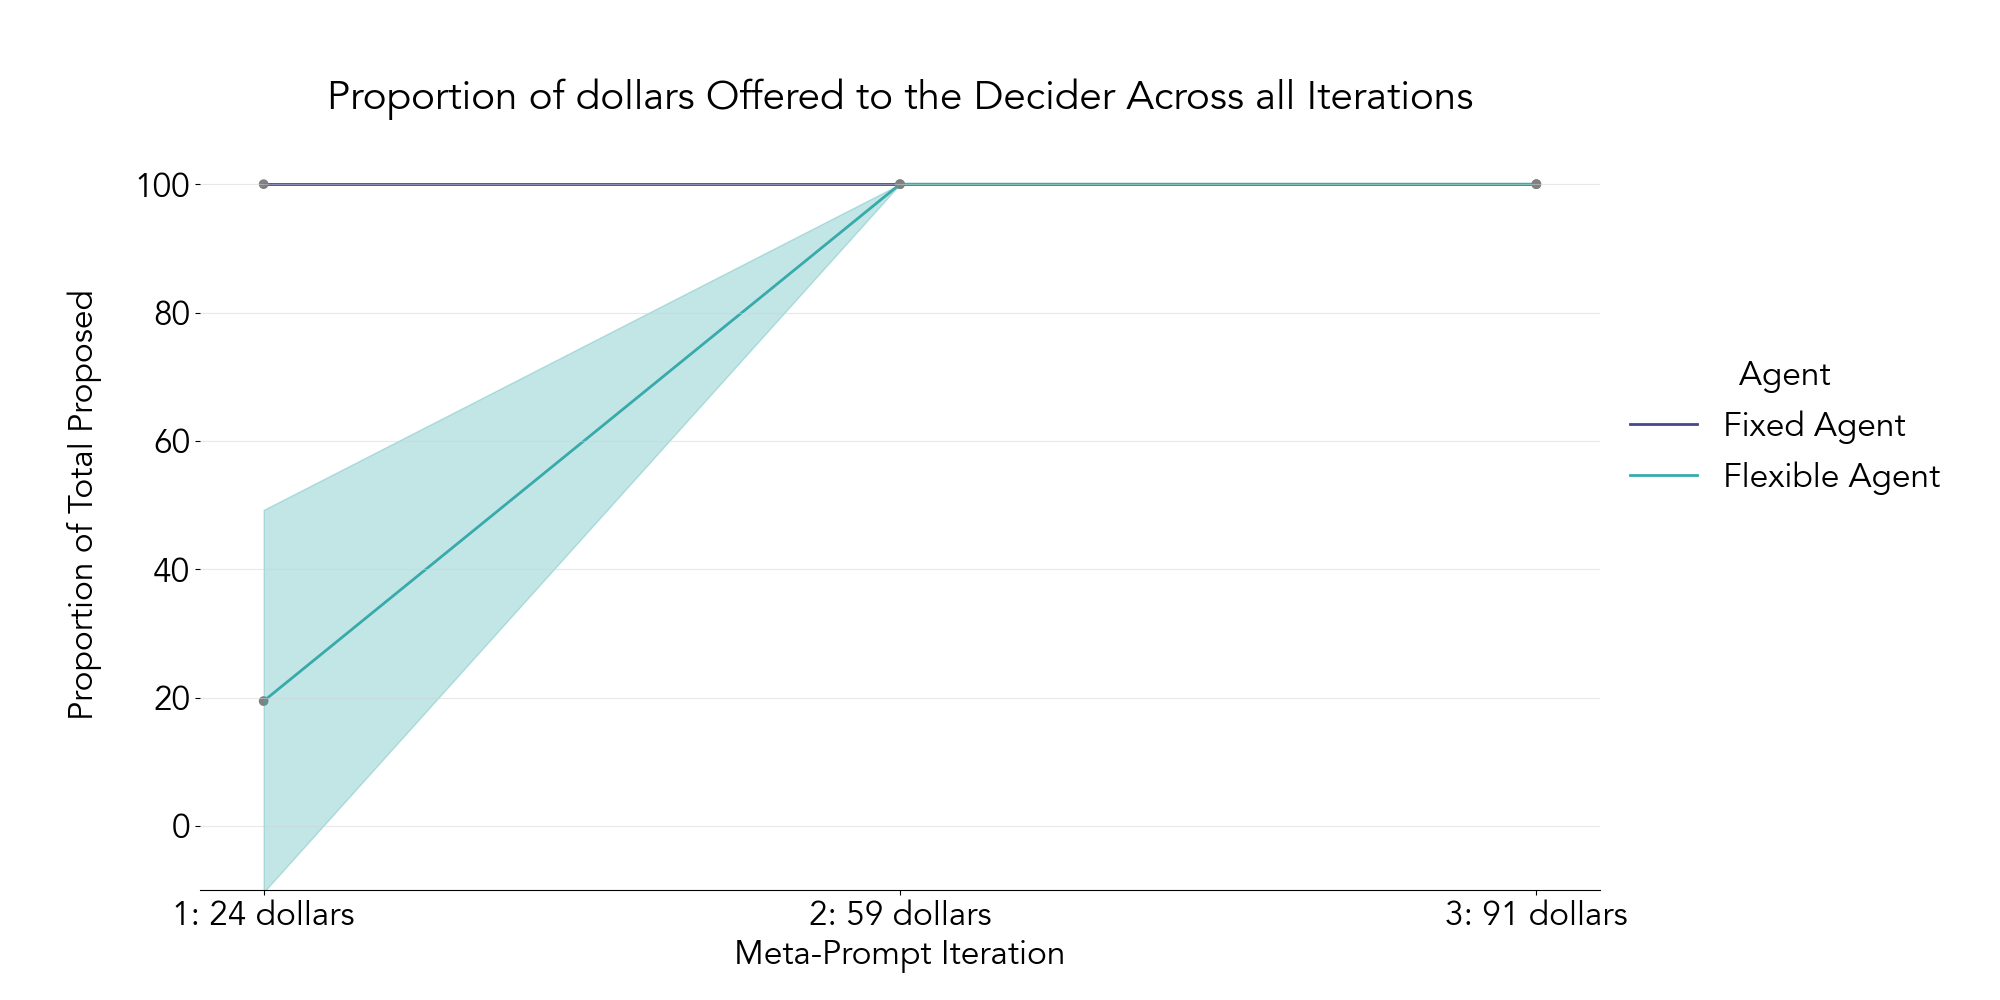 Proportion of dollars Offered to the Decider Across all Iterations
Proportion of Total Proposed
100
80
60
40
20
0
1: 24 dollars
2: 59 dollars
3: 91 dollars
Meta-Prompt Iteration
Agent
Fixed Agent
Flexible Agent